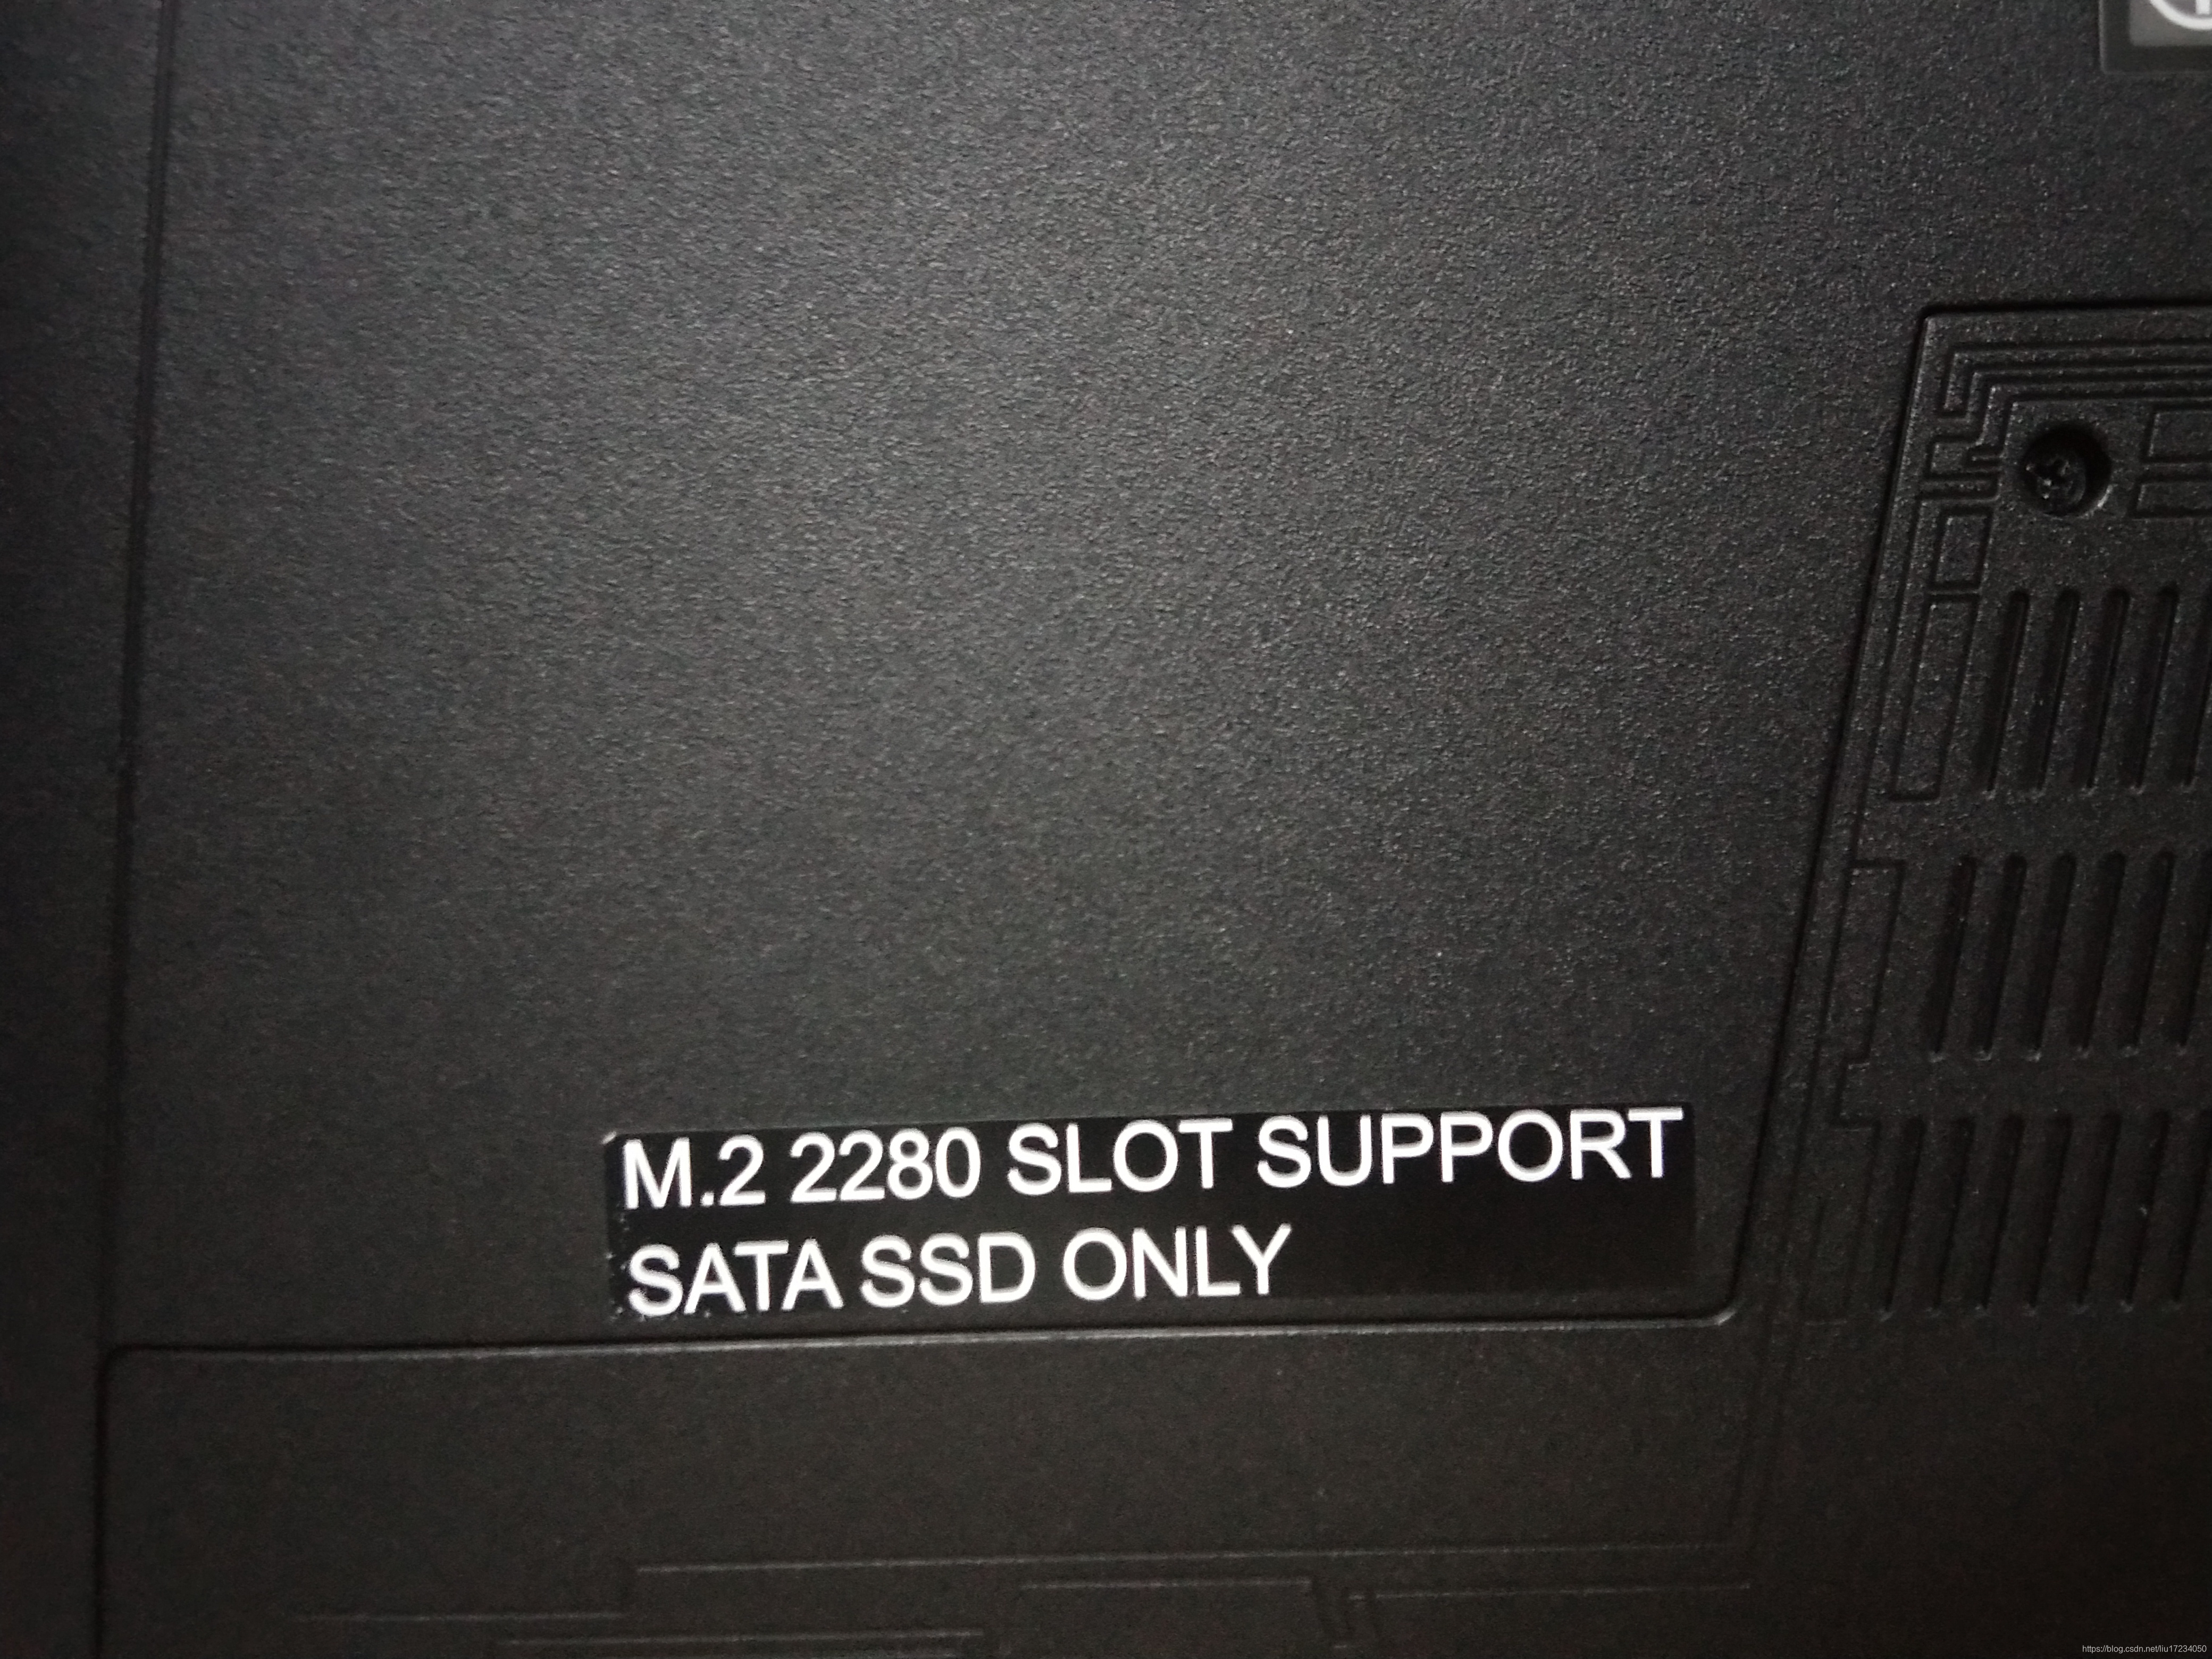 M.2 2280 SLOT SUPPORT
SATA SSD ONLY
https://blog.csdn.net/liu17234050